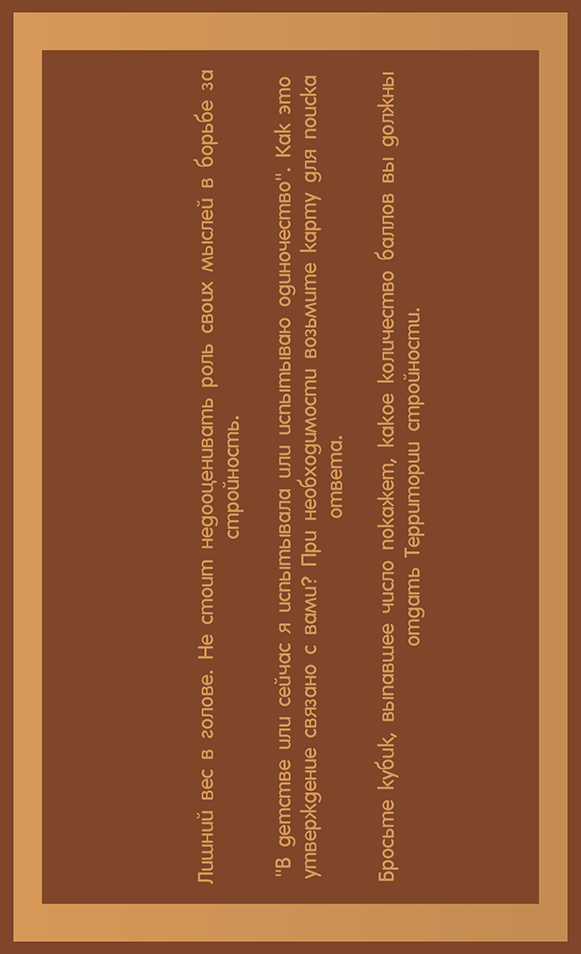 Лишний вес в голове. Не стоит недооценивать роль своих мыслей в борьбе за
стройность.
"В детстве или сейчас я испытывала или испытываю одиночество". Как это
утверждение связано с вами? При необходимости возьмите карту для поиска
ответа.
Бросьте кубик, выпавшее число покажет, какое количество баллов вы должны
отдать Территории стройности.